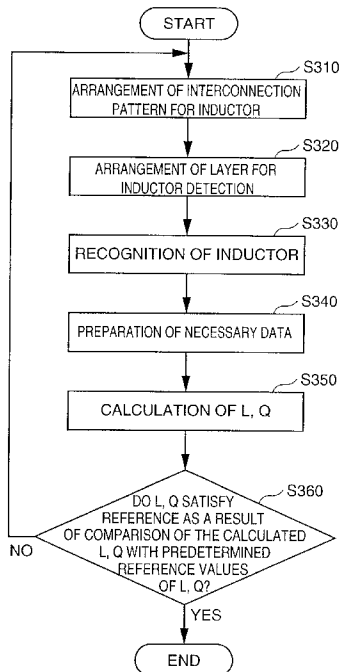 START
S310
ARRANGEMENT OF INTERCONNECTION
PATTERN FOR INDUCTOR
S320
ARRANGEMENT OF LAYER FOR
INDUCTOR DETECTION
S330
RECOGNITION OF INDUCTOR
S340
PREPARATION OF NECESSARY DATA
S350
CALCULATION OF L, Q
S360
DO L, Q SATISFY
REFERENCE AS A RESULT
OF COMPARISON OF THE CALCULATED
L, Q WITH PREDETERMINED
REFERENCE VALUES
OF L, Q?
NO
YES
END